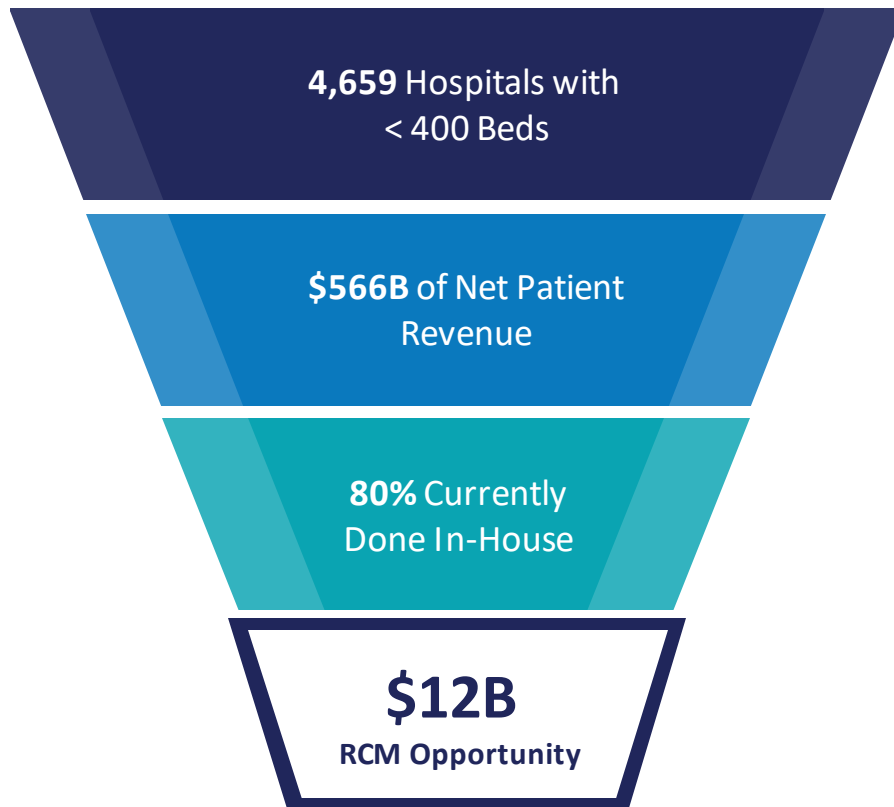 4,659 Hospitals with
< 400 Beds
$566B of Net Patient
Revenue
80% Currently
Done In-House
$12B
RCM Opportunity